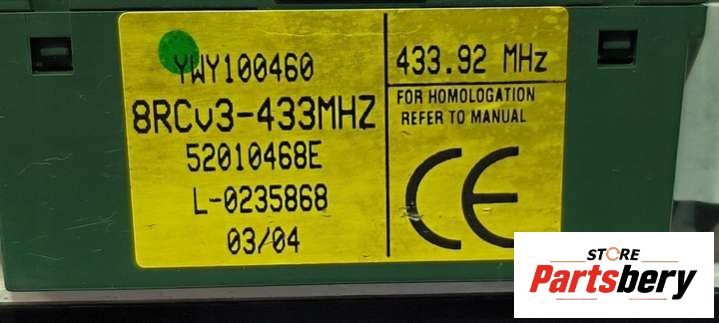 YWY100460
8RCv3-433MHZ
52010468E
L-0235868
03/04
433.92 MHz
FOR HOMOLOGATION
REFER TO MANUAL
CE
STORE
Partsbery